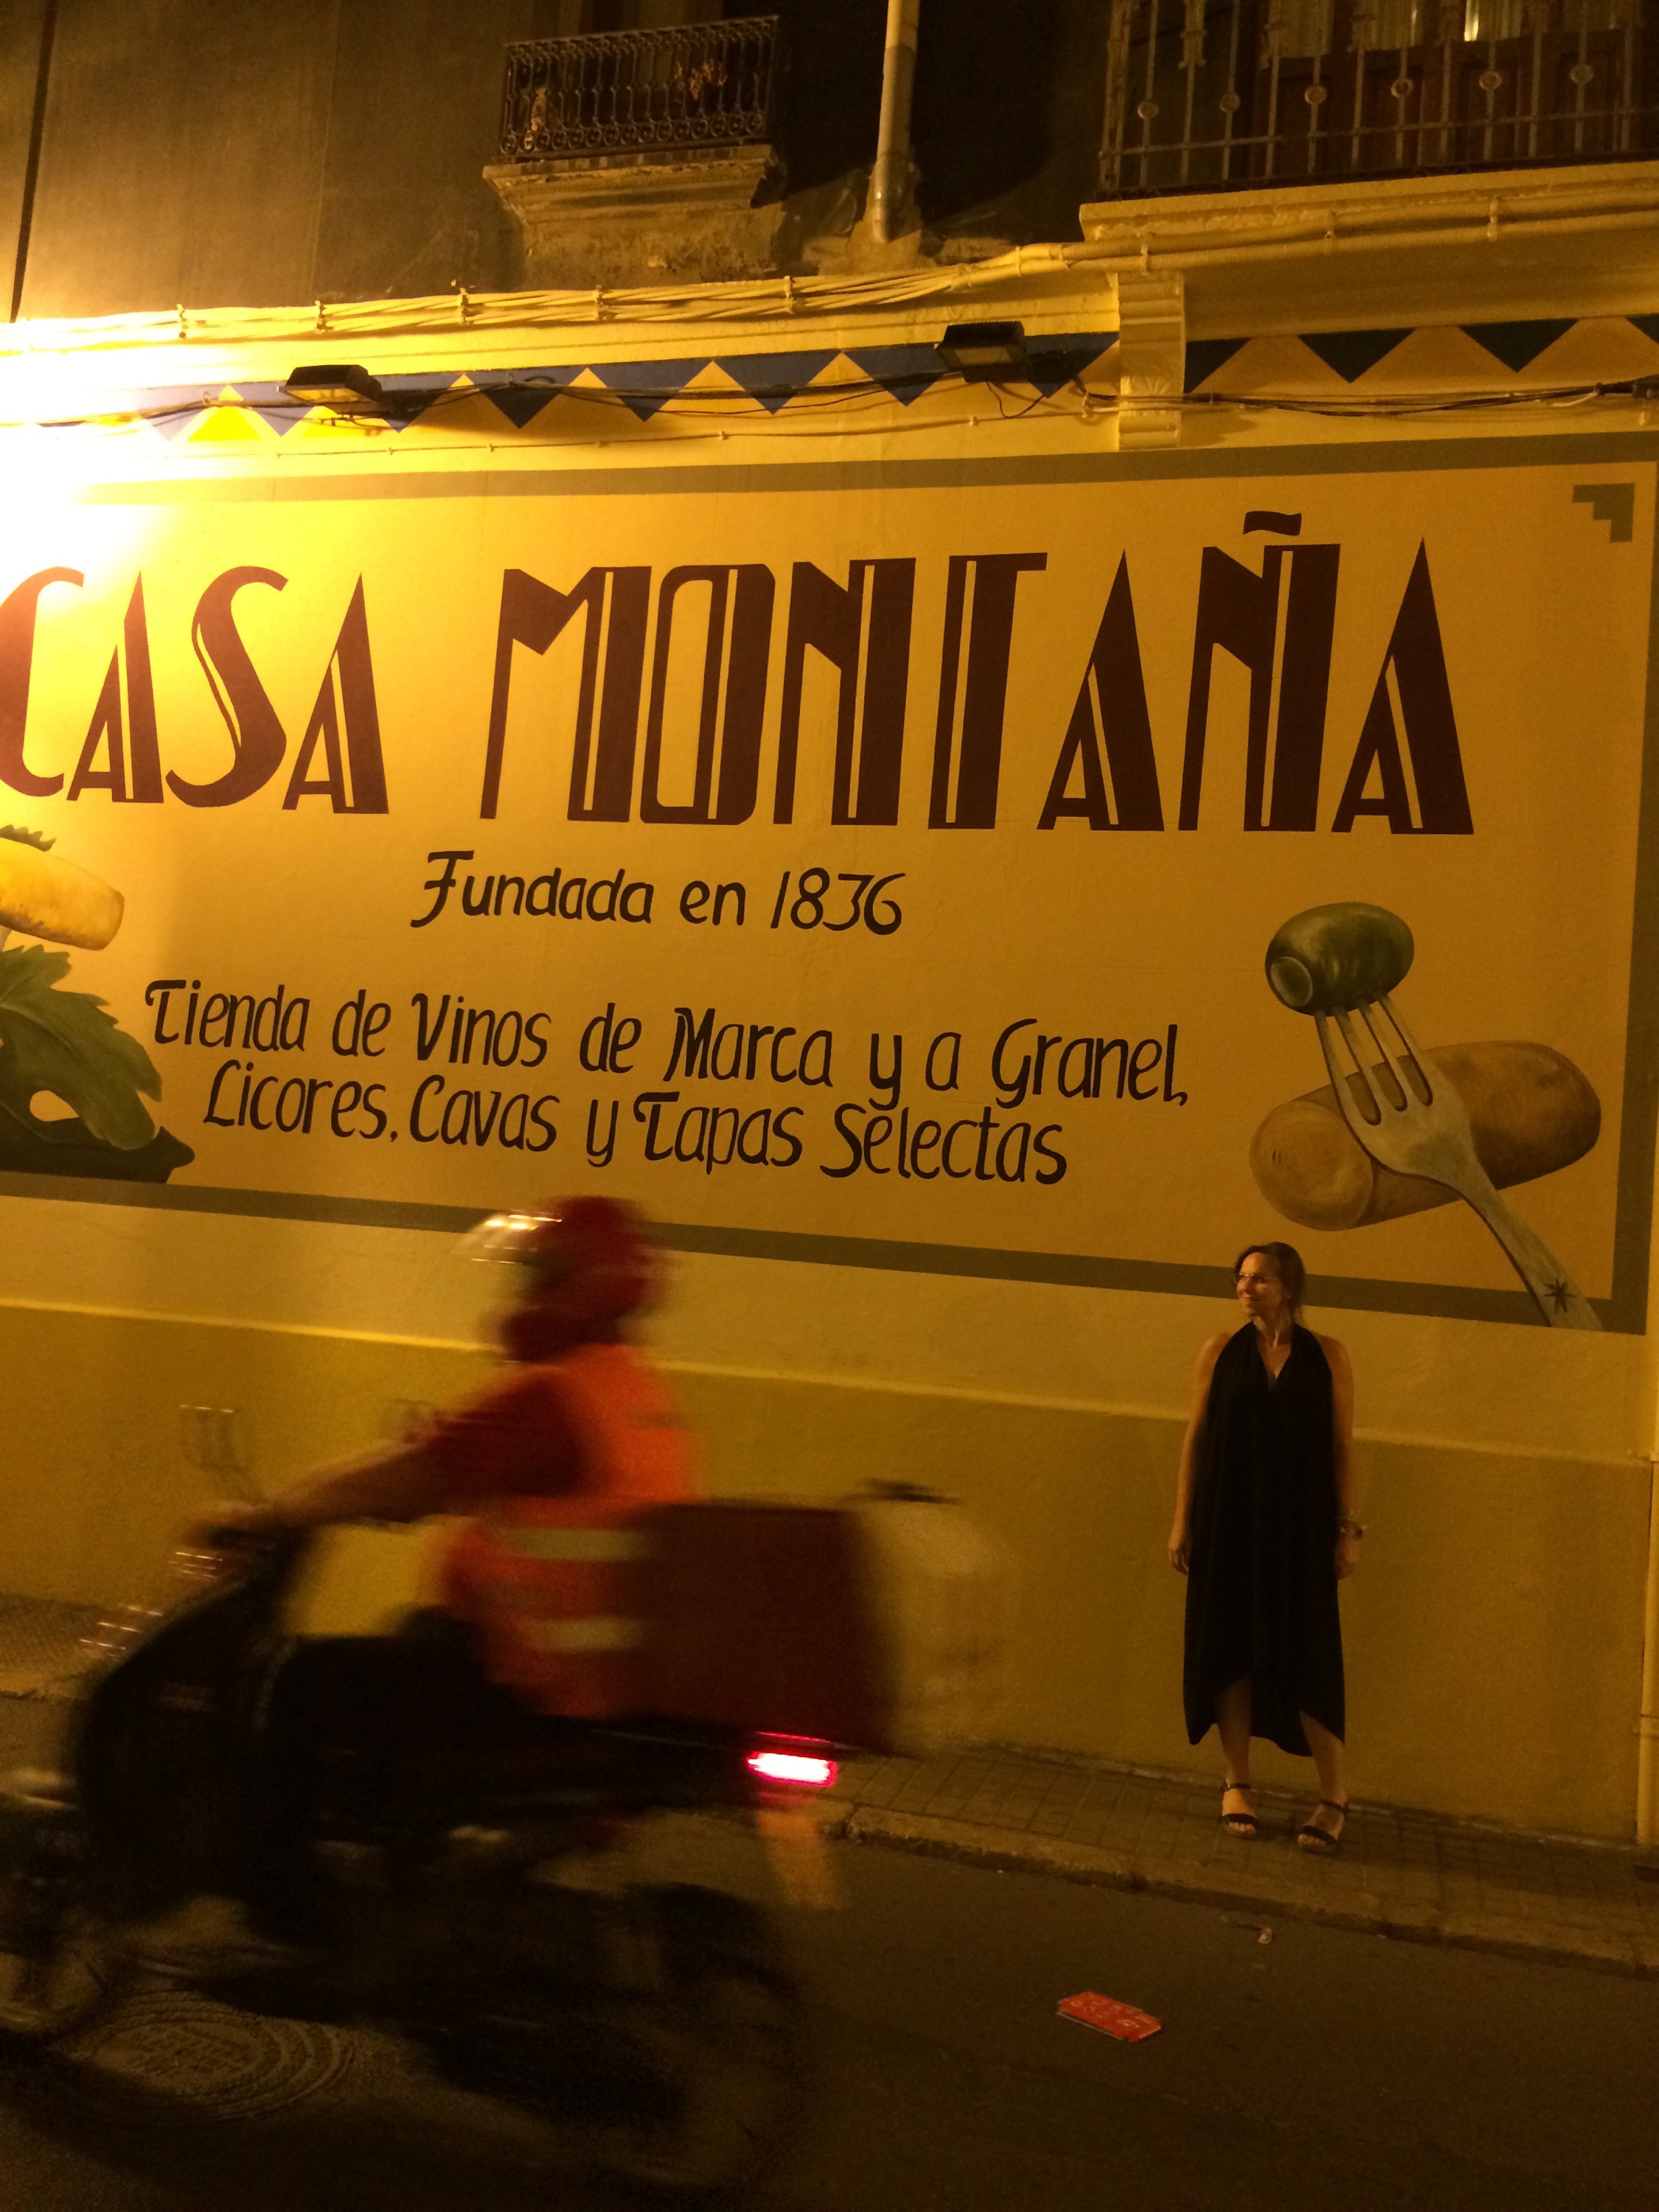 CASA MONTAÑA
Fundada en 1836
Tienda de Vinos de Marca y a Granel,
Licores, Cavas y Tapas Selectas